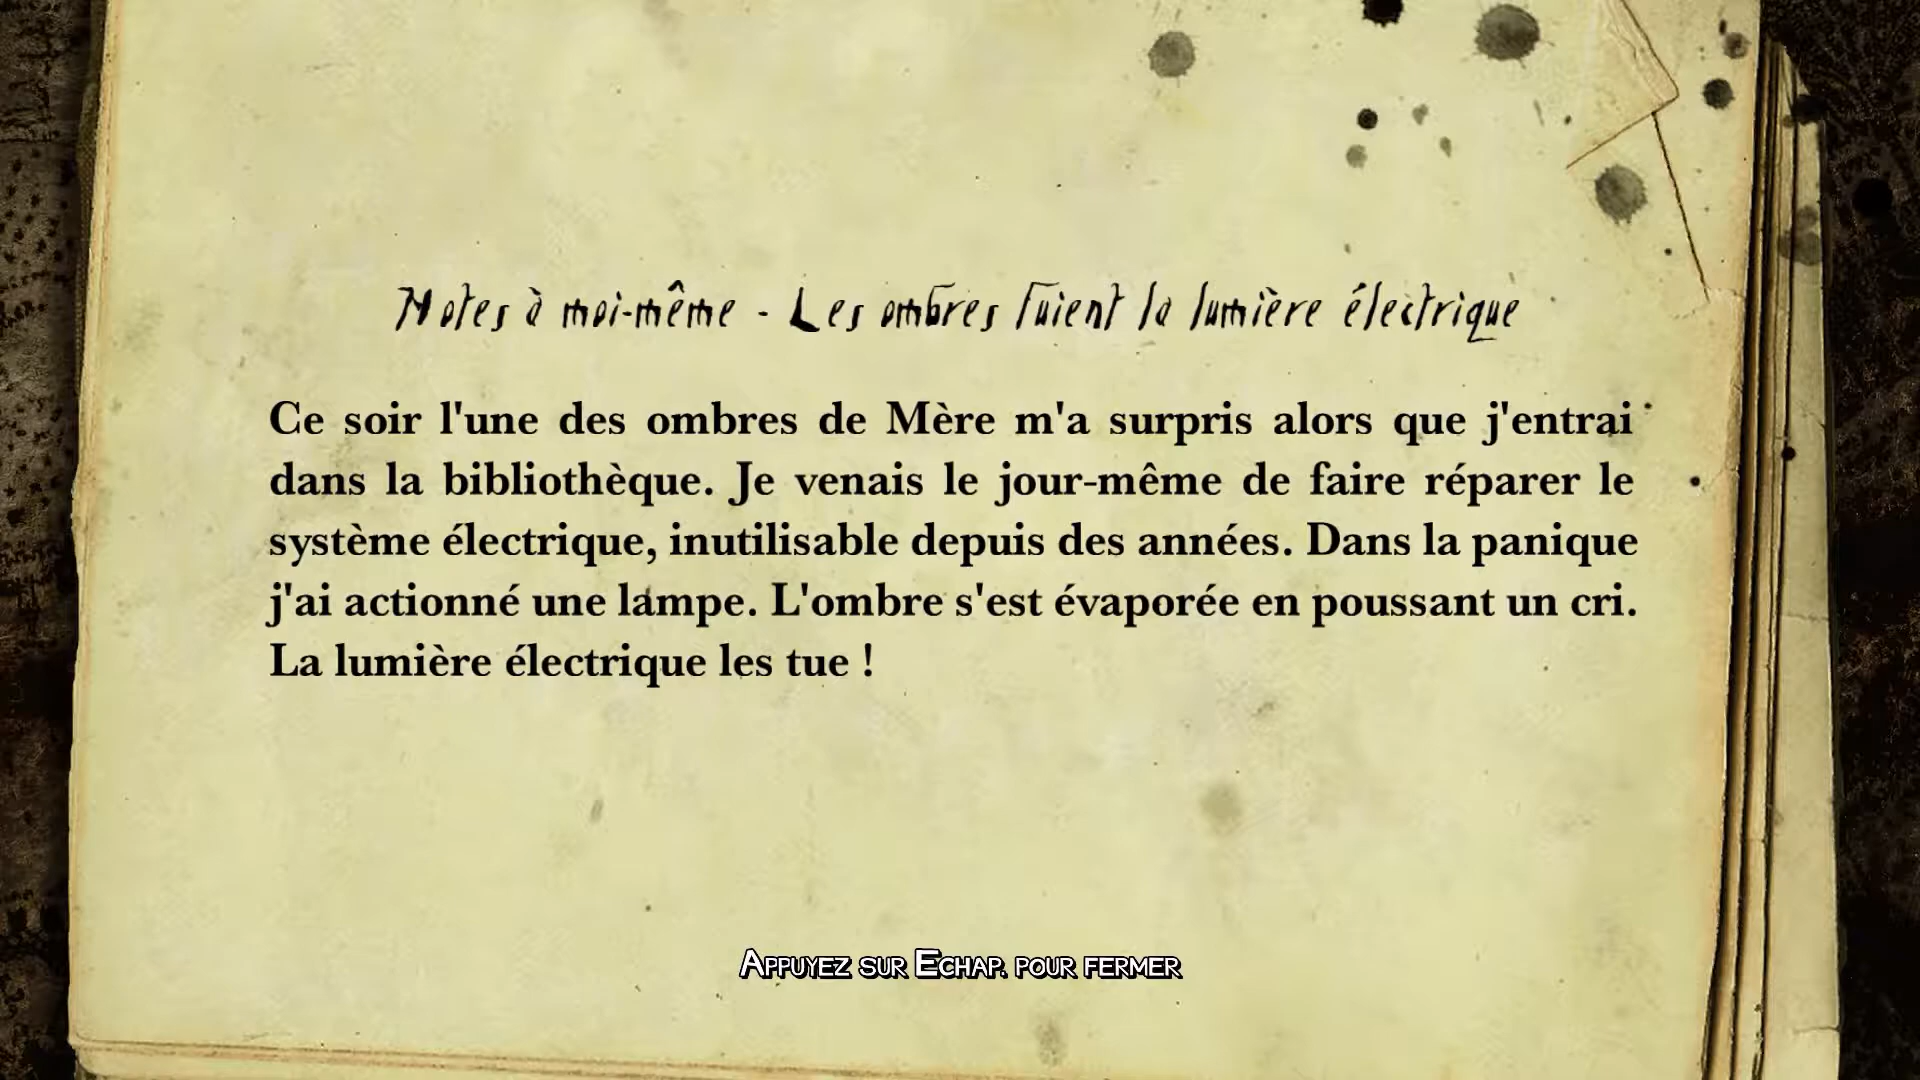 Notes à moi-même - Les ombres fuient la lumière électrique
Ce soir l'une des ombres de Mère m'a surpris alors que j'entrai
dans la bibliothèque. Je venais le jour-même de faire réparer le
système électrique, inutilisable depuis des années. Dans la panique
j'ai actionné une lampe. L'ombre s'est évaporée en poussant un cri.
La lumière électrique les tue !
Appuyez sur Echap. pour fermer